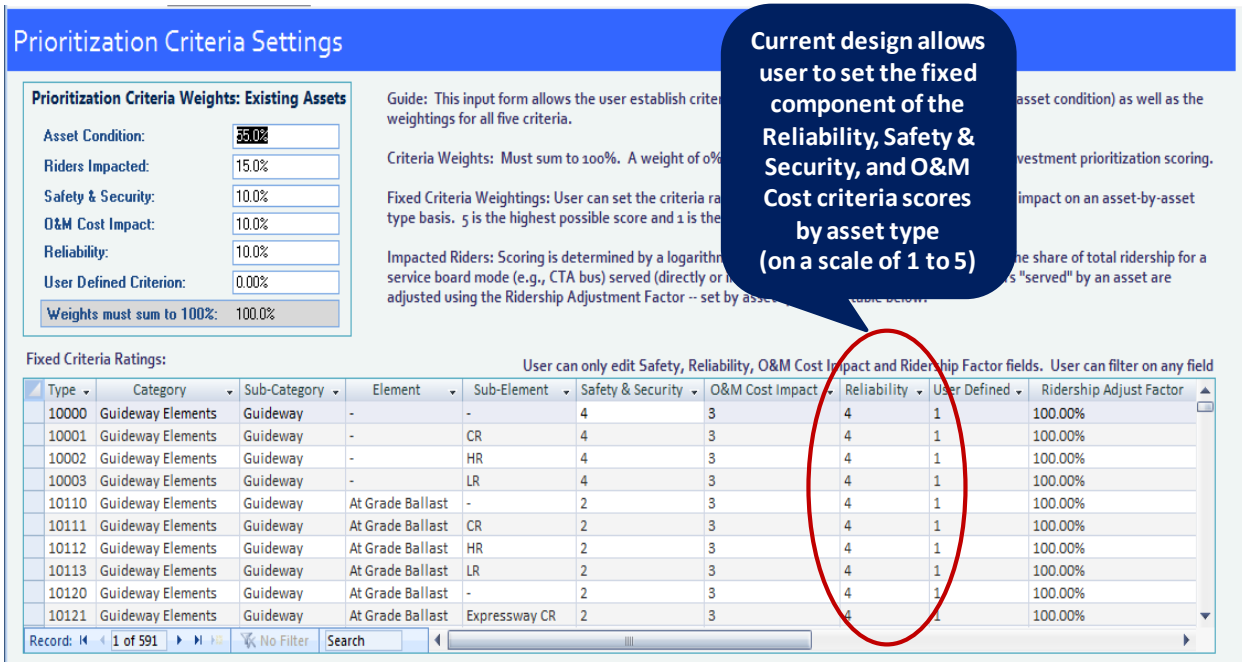 Prioritization Criteria Settings
Current design allows
user to set the fixed
component of the
Reliability, Safety &
Security, and O&M
Cost criteria scores
by asset type
(on a scale of 1 to 5)
Prioritization Criteria Weights: Existing Assets
Asset Condition: 55.0%
Riders Impacted: 15.0%
Safety & Security: 10.0%
O&M Cost Impact: 10.0%
Reliability: 10.0%
User Defined Criterion: 0.00%
Weights must sum to 100%: 100.0%
Guide: This input form allows the user establish criter asset condition) as well as the
weightings for all five criteria.
Criteria Weights: Must sum to 100%. A weight of 0% vestment prioritization scoring.
Fixed Criteria Weightings: User can set the criteria ra impact on an asset-by-asset
type basis. 5 is the highest possible score and 1 is the
Impacted Riders: Scoring is determined by a logarithm he share of total ridership for a
service board mode (e.g., CTA bus) served (directly or in rs "served" by an asset are
adjusted using the Ridership Adjustment Factor -- set by asset table below.
Fixed Criteria Ratings:
User can only edit Safety, Reliability, O&M Cost Impact and Ridership Factor fields. User can filter on any field
Type Category Sub-Category Element Sub-Element Safety & Security O&M Cost Impact Reliability User Defined Ridership Adjust Factor
10000 Guideway Elements Guideway - - 4 3 4 1 100.00%
10001 Guideway Elements Guideway - CR 4 3 4 1 100.00%
10002 Guideway Elements Guideway - HR 4 3 4 1 100.00%
10003 Guideway Elements Guideway - LR 4 3 4 1 100.00%
10110 Guideway Elements Guideway At Grade Ballast - 2 3 4 1 100.00%
10111 Guideway Elements Guideway At Grade Ballast CR 2 3 4 1 100.00%
10112 Guideway Elements Guideway At Grade Ballast HR 2 3 4 1 100.00%
10113 Guideway Elements Guideway At Grade Ballast LR 2 3 4 1 100.00%
10120 Guideway Elements Guideway At Grade Ballast - 2 3 4 1 100.00%
10121 Guideway Elements Guideway At Grade Ballast Expressway CR 2 3 4 1 100.00%
Record: 1 of 591 No Filter Search